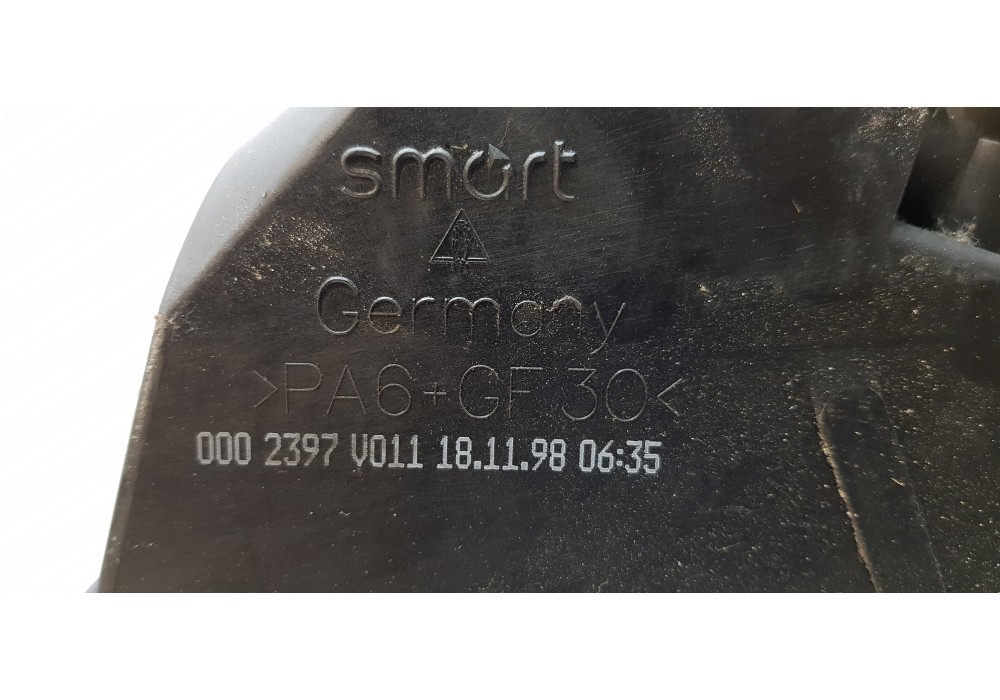 smart
Germany
>PA6+GF 30<
000 2397 V011 18.11.98 06:35